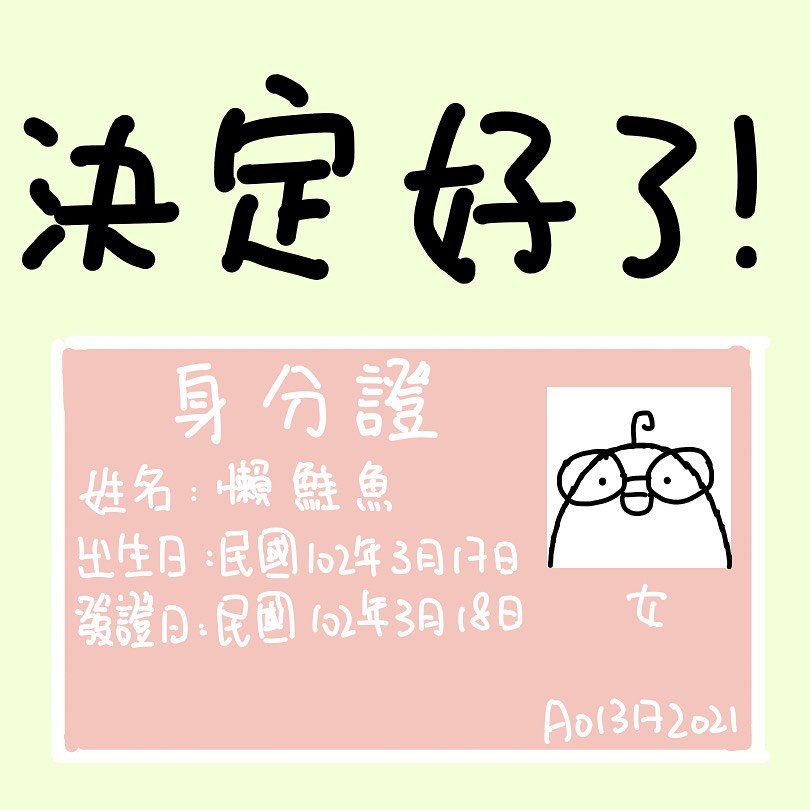 決定好了!
身分證
姓名:懶鮭魚
出生日:民國102年3月17日
發證日:民國102年3月18日
女
A013172021